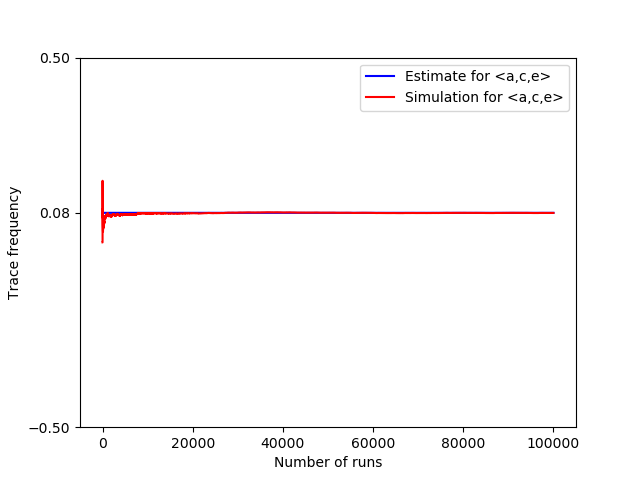 0.50
Estimate for <a,c,e>
Simulation for <a,c,e>
Trace frequency
0.08
−0.50
0 20000 40000 60000 80000 100000
Number of runs